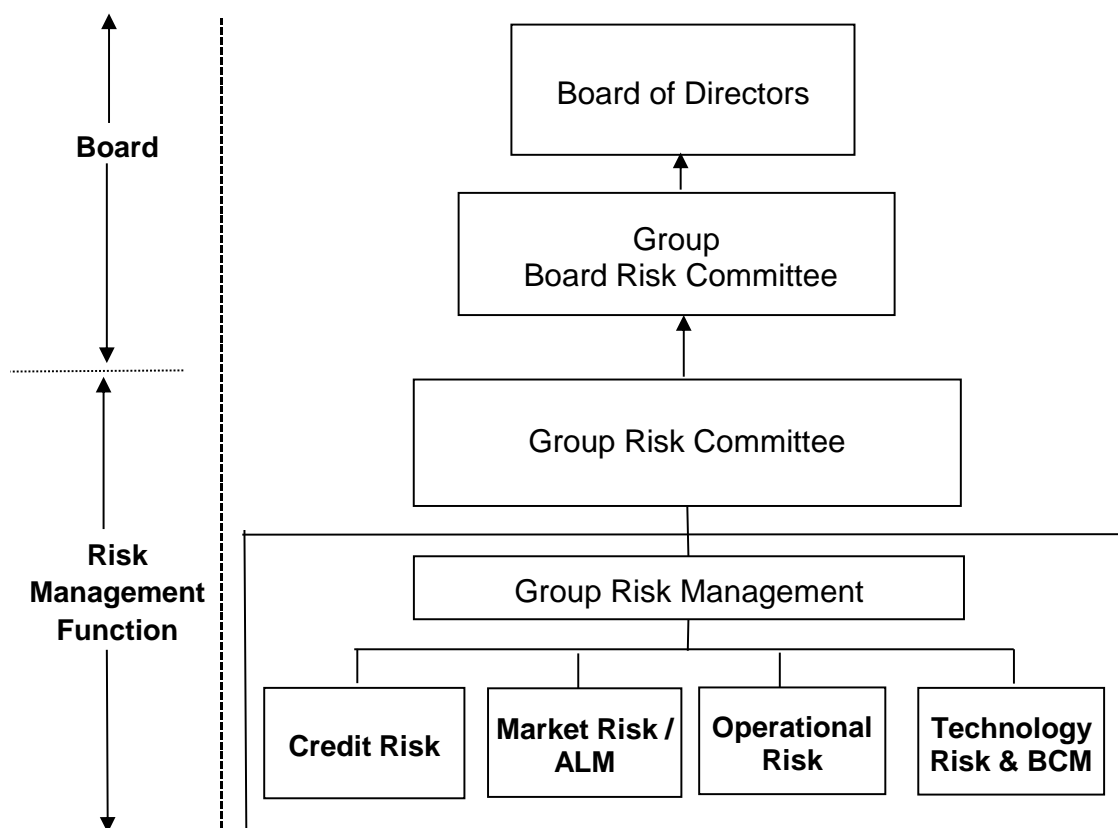 Board of Directors
Board
Group
Board Risk Committee
Group Risk Committee
Risk
Management
Function
Group Risk Management
Credit Risk
Market Risk /
ALM
Operational
Risk
Technology
Risk & BCM